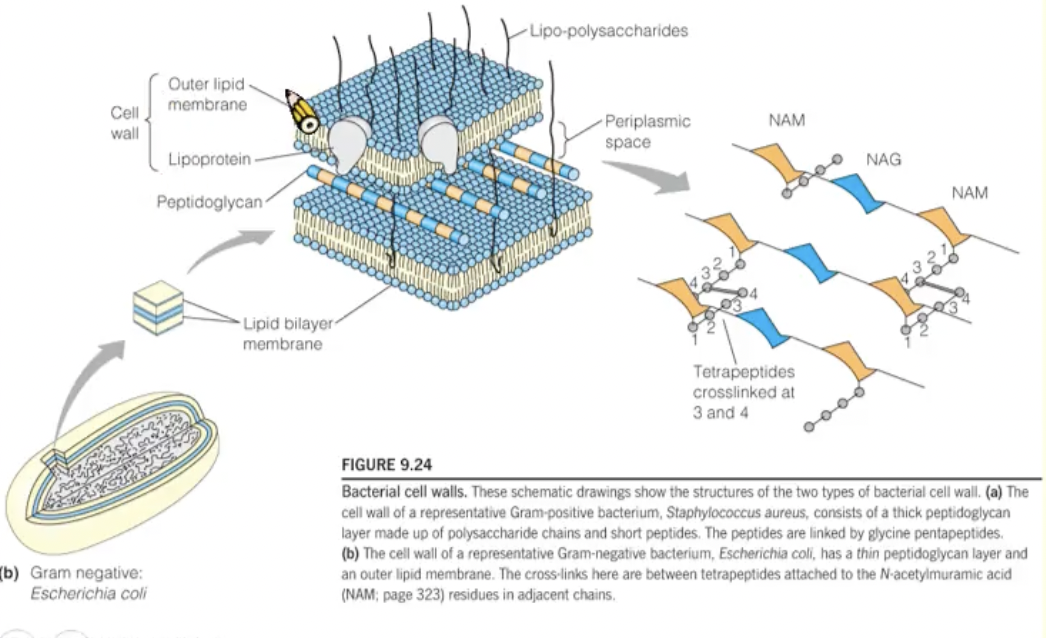 Lipo-polysaccharides
Outer lipid
membrane
Cell
wall
Lipoprotein
Peptidoglycan
Periplasmic
space
NAM
NAG
NAM
1
2
3
4
4
3
2
1
1
2
3
4
4
3
2
1
Lipid bilayer
membrane
Tetrapeptides
crosslinked at
3 and 4
FIGURE 9.24
Bacterial cell walls. These schematic drawings show the structures of the two types of bacterial cell wall. (a) The
cell wall of a representative Gram-positive bacterium, Staphylococcus aureus, consists of a thick peptidoglycan
layer made up of polysaccharide chains and short peptides. The peptides are linked by glycine pentapeptides.
(b) The cell wall of a representative Gram-negative bacterium, Escherichia coli, has a thin peptidoglycan layer and
an outer lipid membrane. The cross-links here are between tetrapeptides attached to the N-acetylmuramic acid
(NAM; page 323) residues in adjacent chains.
(b) Gram negative:
Escherichia coli